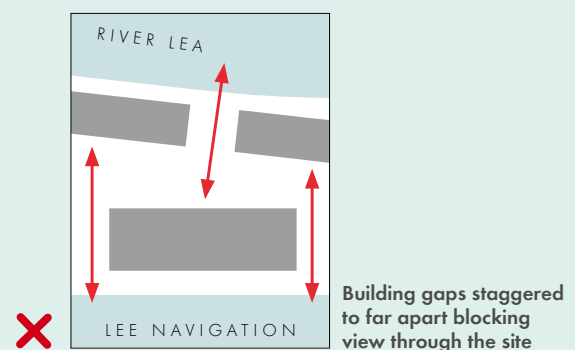 RIVER LEA
LEE NAVIGATION
Building gaps staggered
to far apart blocking
view through the site